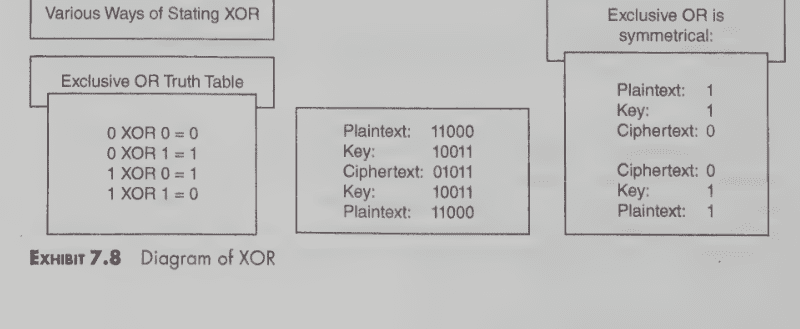 Various Ways of Stating XOR
Exclusive OR Truth Table
0 XOR 0 = 0
0 XOR 1 = 1
1 XOR 0 = 1
1 XOR 1 = 0
Plaintext: 11000
Key: 10011
Ciphertext: 01011
Key: 10011
Plaintext: 11000
Exclusive OR is
symmetrical:
Plaintext: 1
Key: 1
Ciphertext: 0
Ciphertext: 0
Key: 1
Plaintext: 1
EXHIBIT 7.8 Diagram of XOR